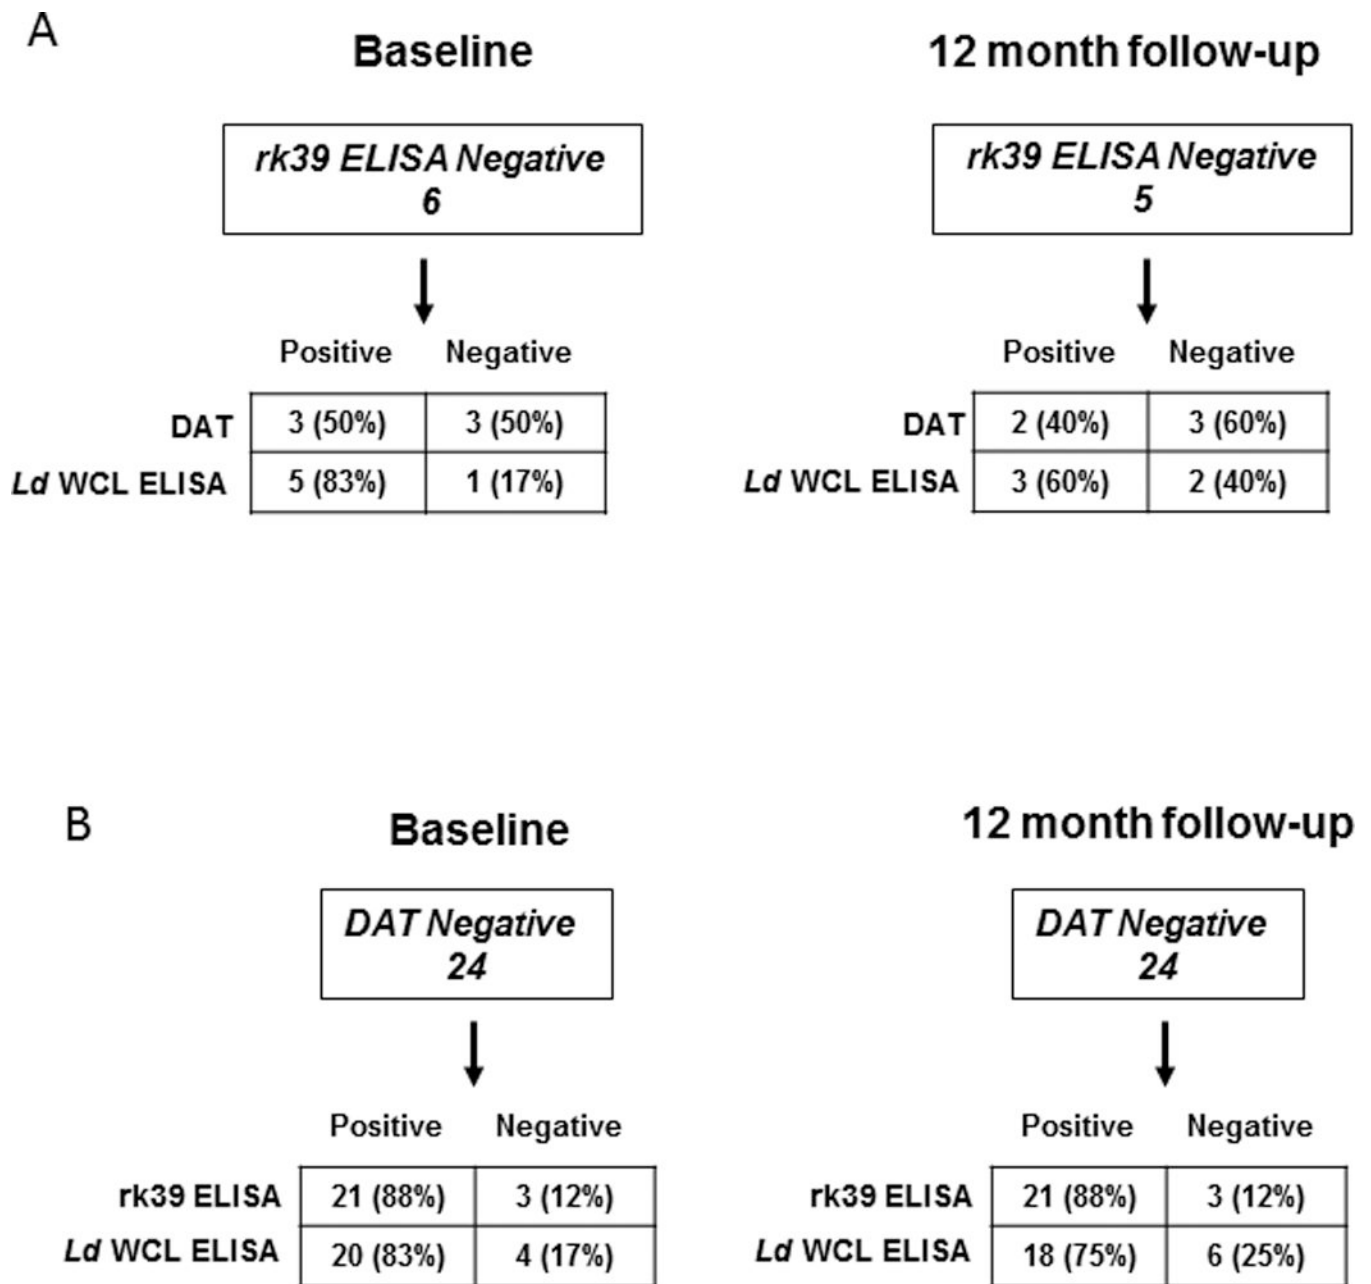 A
Baseline
12 month follow-up
rk39 ELISA Negative
6
rk39 ELISA Negative
5
Positive Negative
Positive Negative
DAT 3 (50%) 3 (50%)
DAT 2 (40%) 3 (60%)
Ld WCL ELISA 5 (83%) 1 (17%)
Ld WCL ELISA 3 (60%) 2 (40%)
B
Baseline
12 month follow-up
DAT Negative
24
DAT Negative
24
Positive Negative
Positive Negative
rk39 ELISA 21 (88%) 3 (12%)
rk39 ELISA 21 (88%) 3 (12%)
Ld WCL ELISA 20 (83%) 4 (17%)
Ld WCL ELISA 18 (75%) 6 (25%)